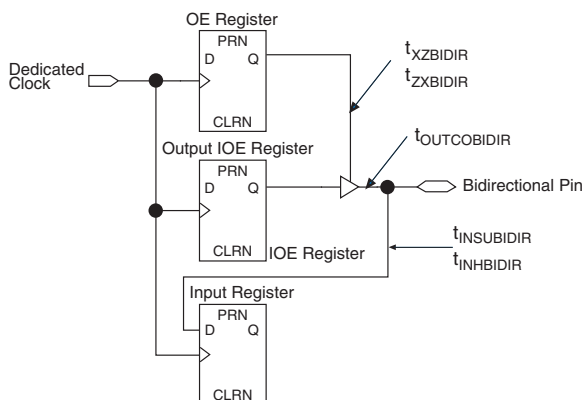 OE Register
PRN
D Q
CLRN
Dedicated
Clock
tXZBIDIR
tZXBIDIR
Output IOE Register
PRN
D Q
CLRN
tOUTCOBIDIR
Bidirectional Pin
IOE Register
tINSUBIDIR
tINHBIDIR
Input Register
PRN
D Q
CLRN